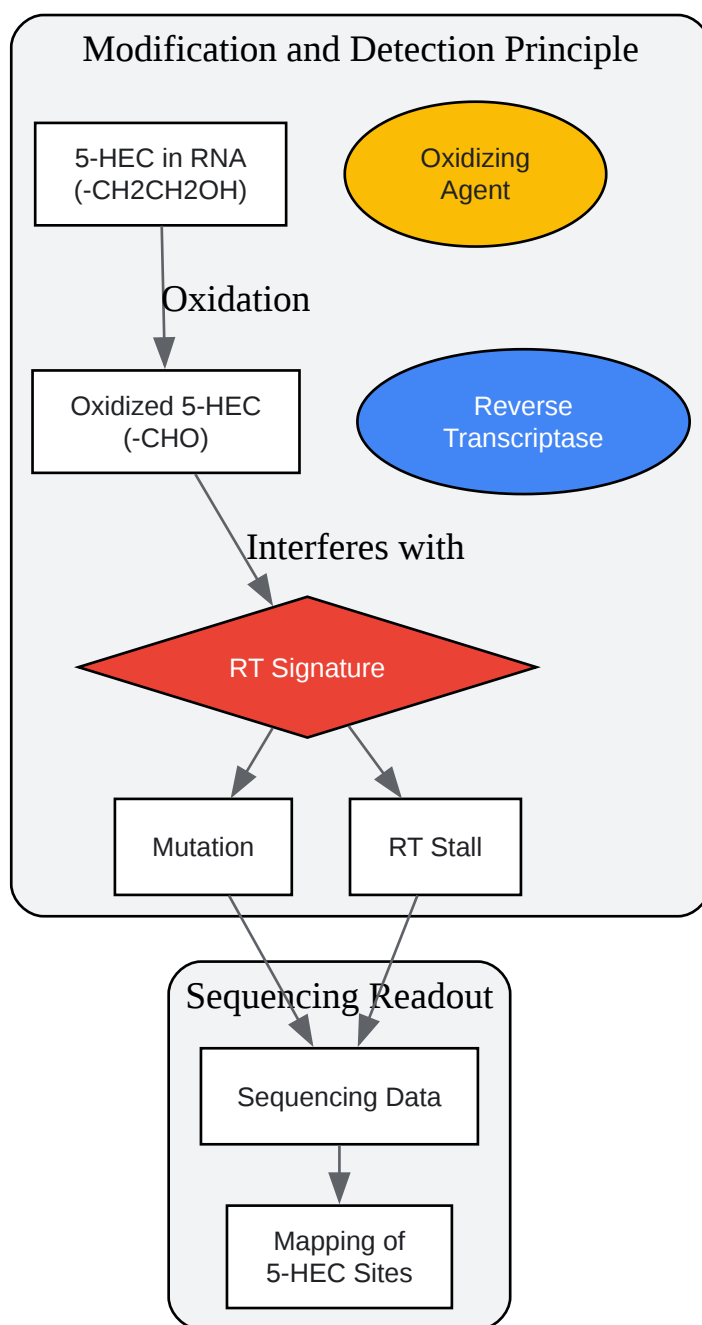 Modification and Detection Principle
5-HEC in RNA
(-CH2CH2OH)
Oxidizing
Agent
Oxidation
Oxidized 5-HEC
(-CHO)
Reverse
Transcriptase
Interferes with
RT Signature
Mutation
RT Stall
Sequencing Readout
Sequencing Data
Mapping of
5-HEC Sites